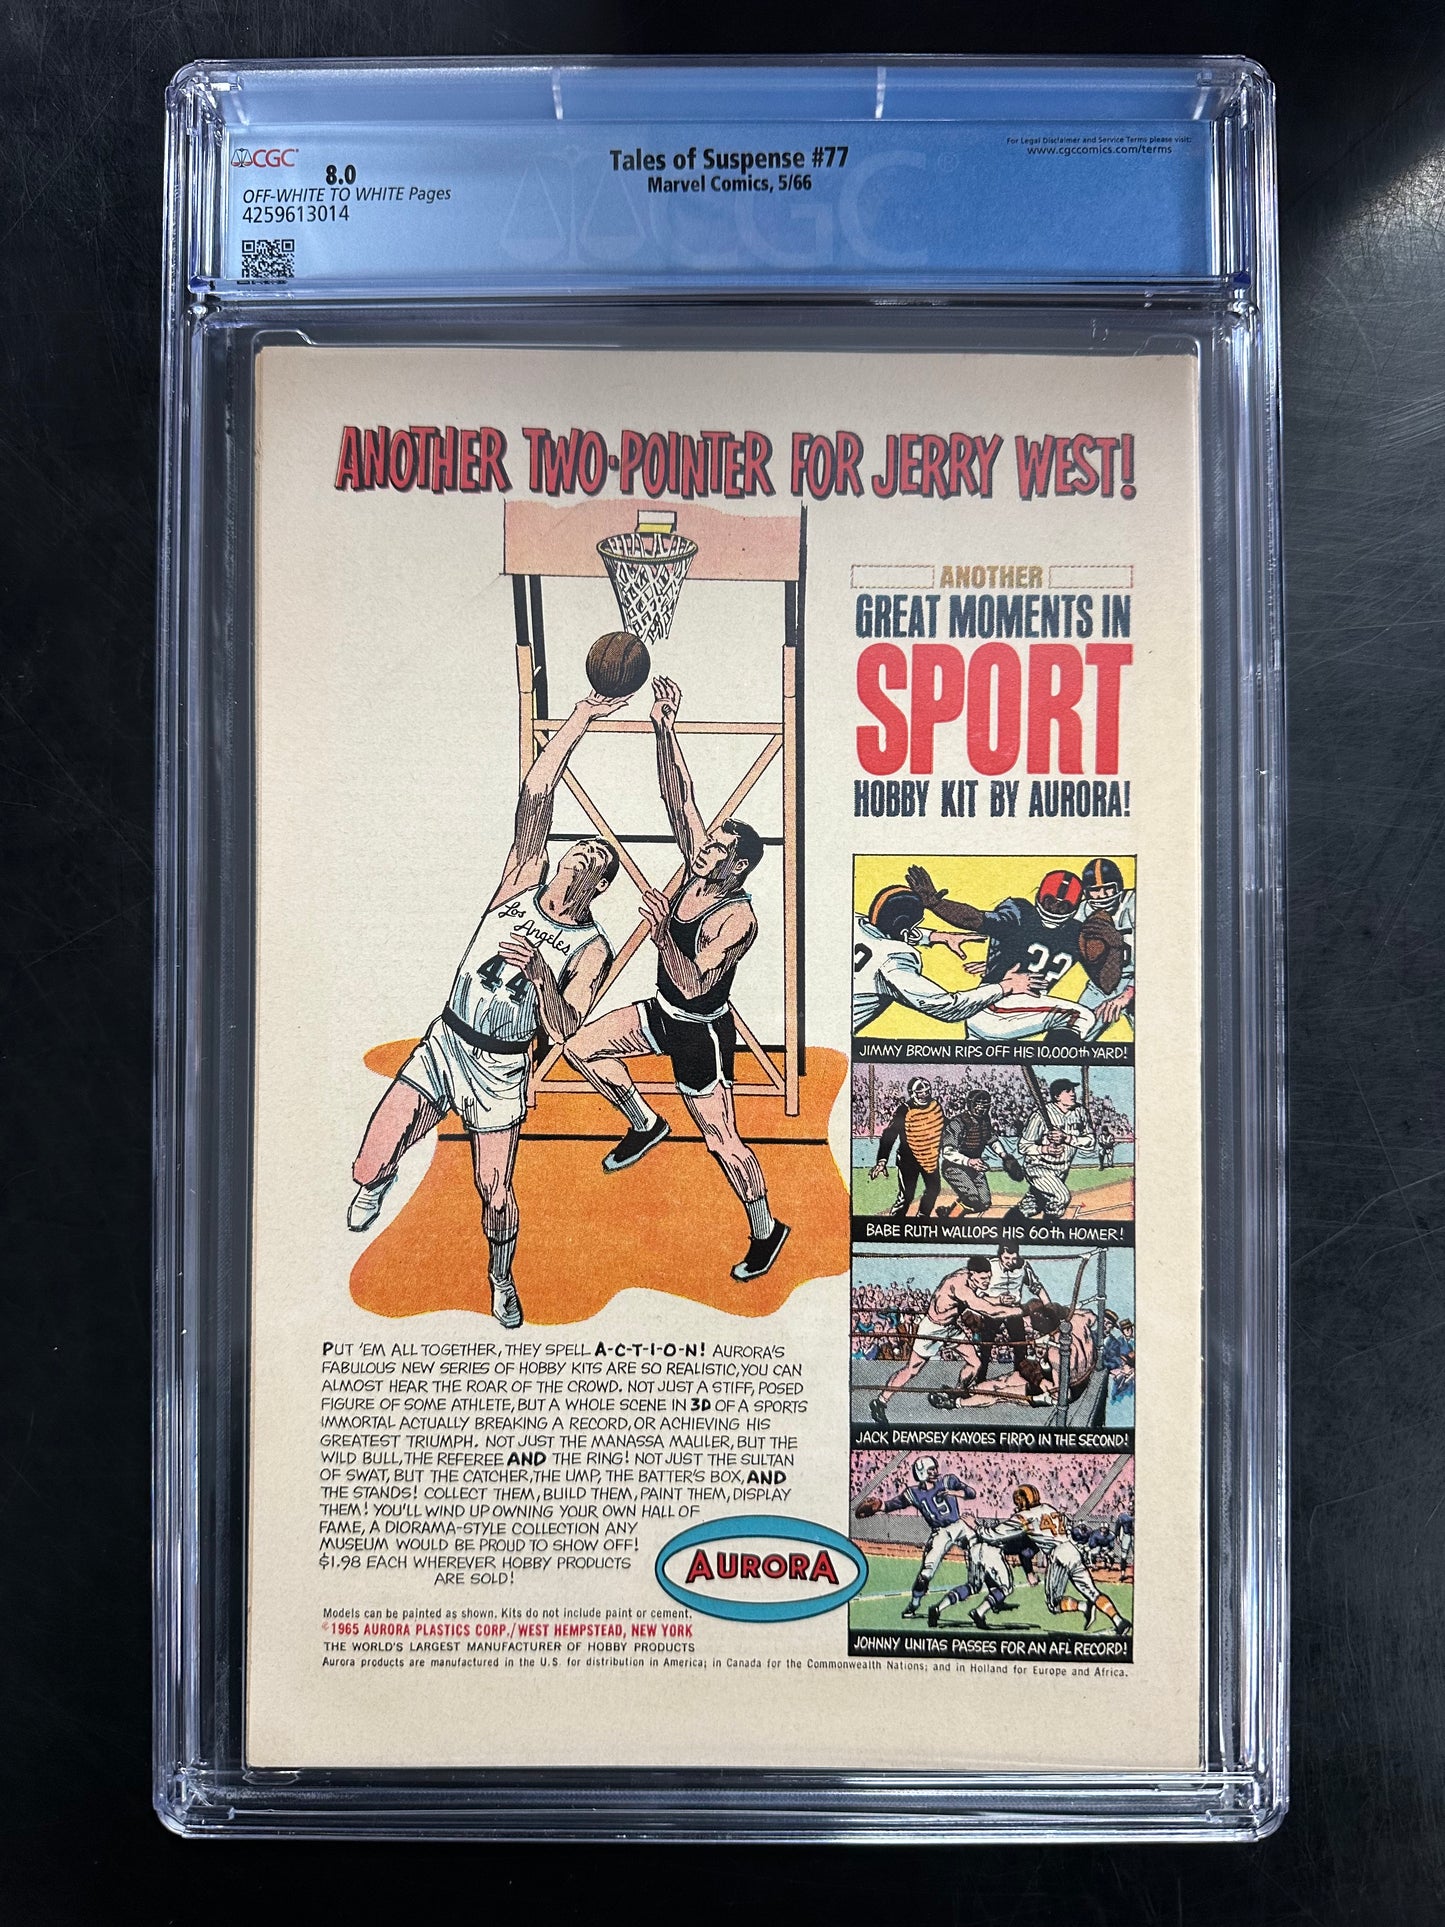 CGC
8.0
OFF-WHITE TO WHITE Pages
4259613014
Tales of Suspense #77
Marvel Comics, 5/66
For Legal Disclaimer and Service Terms please visit:
www.cgccomics.com/terms
CGC
ANOTHER TWO-POINTER FOR JERRY WEST!
ANOTHER
GREAT MOMENTS IN
SPORT
HOBBY KIT BY AURORA!
Los
Angeles
44
32
JIMMY BROWN RIPS OFF HIS 10,000th YARD!
BABE RUTH WALLOPS HIS 60th HOMER!
JACK DEMPSEY KAYOES FIRPO IN THE SECOND!
19
42
JOHNNY UNITAS PASSES FOR AN AFL RECORD!
PUT 'EM ALL TOGETHER, THEY SPELL A-C-T-I-O-N! AURORA'S
FABULOUS NEW SERIES OF HOBBY KITS ARE SO REALISTIC, YOU CAN
ALMOST HEAR THE ROAR OF THE CROWD. NOT JUST A STIFF, POSED
FIGURE OF SOME ATHLETE, BUT A WHOLE SCENE IN 3D OF A SPORTS
IMMORTAL ACTUALLY BREAKING A RECORD, OR ACHIEVING HIS
GREATEST TRIUMPH. NOT JUST THE MANASSA MAULER, BUT THE
WILD BULL, THE REFEREE AND THE RING! NOT JUST THE SULTAN
OF SWAT, BUT THE CATCHER, THE UMP, THE BATTER'S BOX, AND
THE STANDS! COLLECT THEM, BUILD THEM, PAINT THEM, DISPLAY
THEM! YOU'LL WIND UP OWNING YOUR OWN HALL OF
FAME, A DIORAMA-STYLE COLLECTION ANY
MUSEUM WOULD BE PROUD TO SHOW OFF!
$1.98 EACH WHEREVER HOBBY PRODUCTS
ARE SOLD!
AURORA
Models can be painted as shown. Kits do not include paint or cement.
©1965 AURORA PLASTICS CORP./WEST HEMPSTEAD, NEW YORK
THE WORLD'S LARGEST MANUFACTURER OF HOBBY PRODUCTS
Aurora products are manufactured in the U.S. for distribution in America; in Canada for the Commonwealth Nations; and in Holland for Europe and Africa.